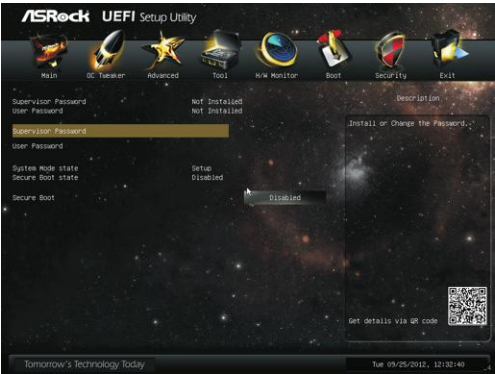 ASRock UEFI Setup Utility
Main OC Tweaker Advanced Tool H/W Monitor Boot Security Exit
Supervisor Password Not Installed
User Password Not Installed
Supervisor Password
User Password
System Mode state Setup
Secure Boot state Disabled
Secure Boot Disabled
Description
Install or Change the Password.
Get details via QR code
Tomorrow's Technology Today
Tue 09/25/2012, 12:32:40